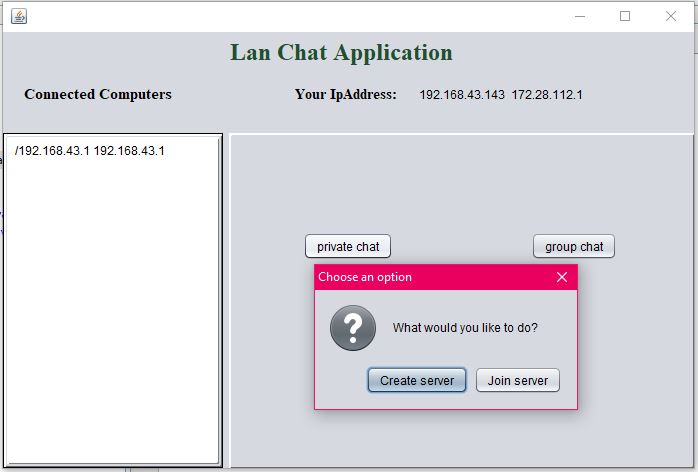 Lan Chat Application
Connected Computers
Your IpAddress: 192.168.43.143 172.28.112.1
/192.168.43.1 192.168.43.1
private chat
group chat
Choose an option
What would you like to do?
Create server
Join server